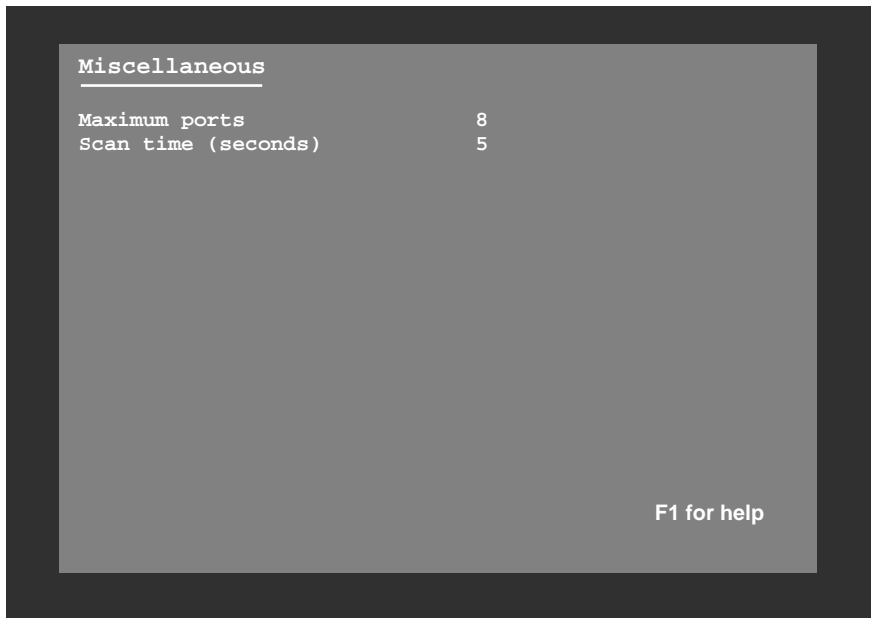 Miscellaneous
Maximum ports 8
Scan time (seconds) 5
F1 for help